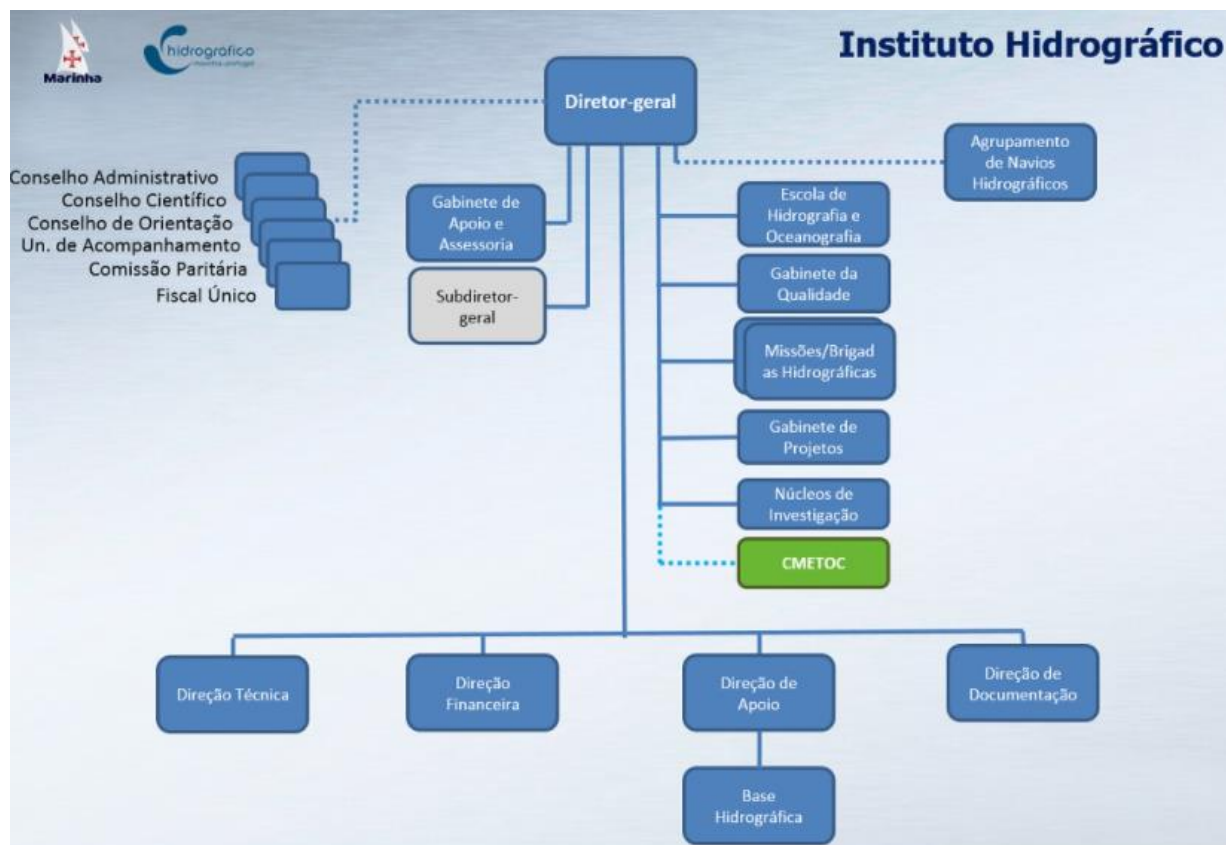 Marinha
hidrográfico
marinha-portugal
Instituto Hidrográfico
Diretor-geral
Agrupamento
de Navios
Hidrográficos
Conselho Administrativo
Conselho Científico
Conselho de Orientação
Un. de Acompanhamento
Comissão Paritária
Fiscal Único
Gabinete de
Apoio e
Assessoria
Subdiretor-
geral
Escola de
Hidrografia e
Oceanografia
Gabinete da
Qualidade
Missões/Brigad
as Hidrográficas
Gabinete de
Projetos
Núcleos de
Investigação
CMETOC
Direção Técnica
Direção
Financeira
Direção de
Apoio
Direção de
Documentação
Base
Hidrográfica